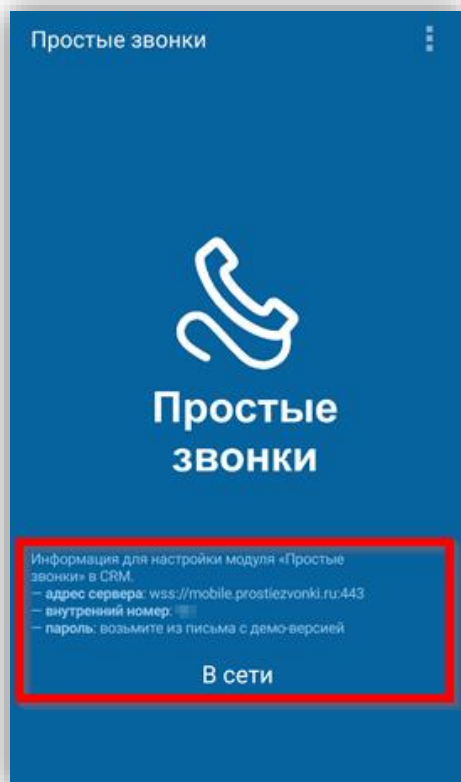 Простые звонки
Простые
звонки
Информация для настройки модуля «Простые
звонки» в CRM.
— адрес сервера: wss://mobile.prostiezvonki.ru:443
— внутренний номер:
— пароль: возьмите из письма с демо-версией
В сети